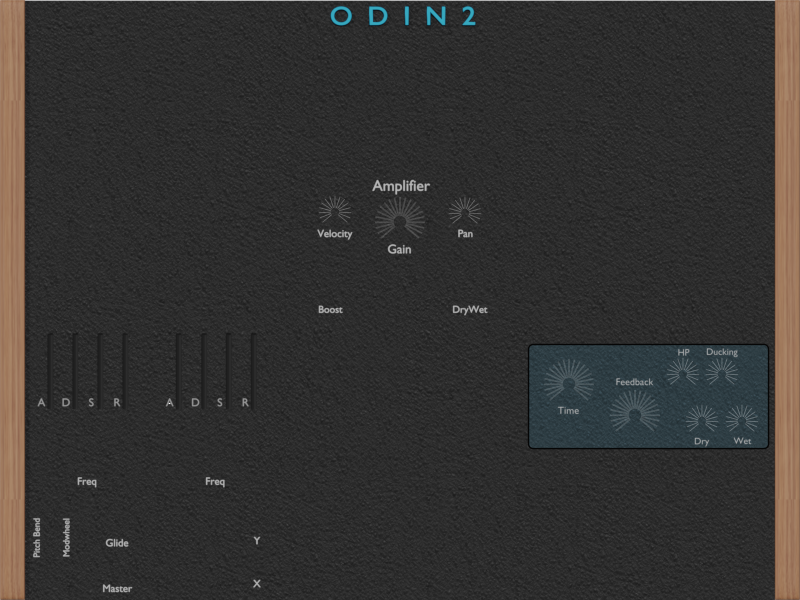 ODIN2
Amplifier
Velocity
Pan
Gain
Boost
DryWet
HP
Ducking
Feedback
Time
A D S R
A D S R
Dry
Wet
Freq
Freq
Pitch Bend
Modwheel
Glide
Y
Master
X